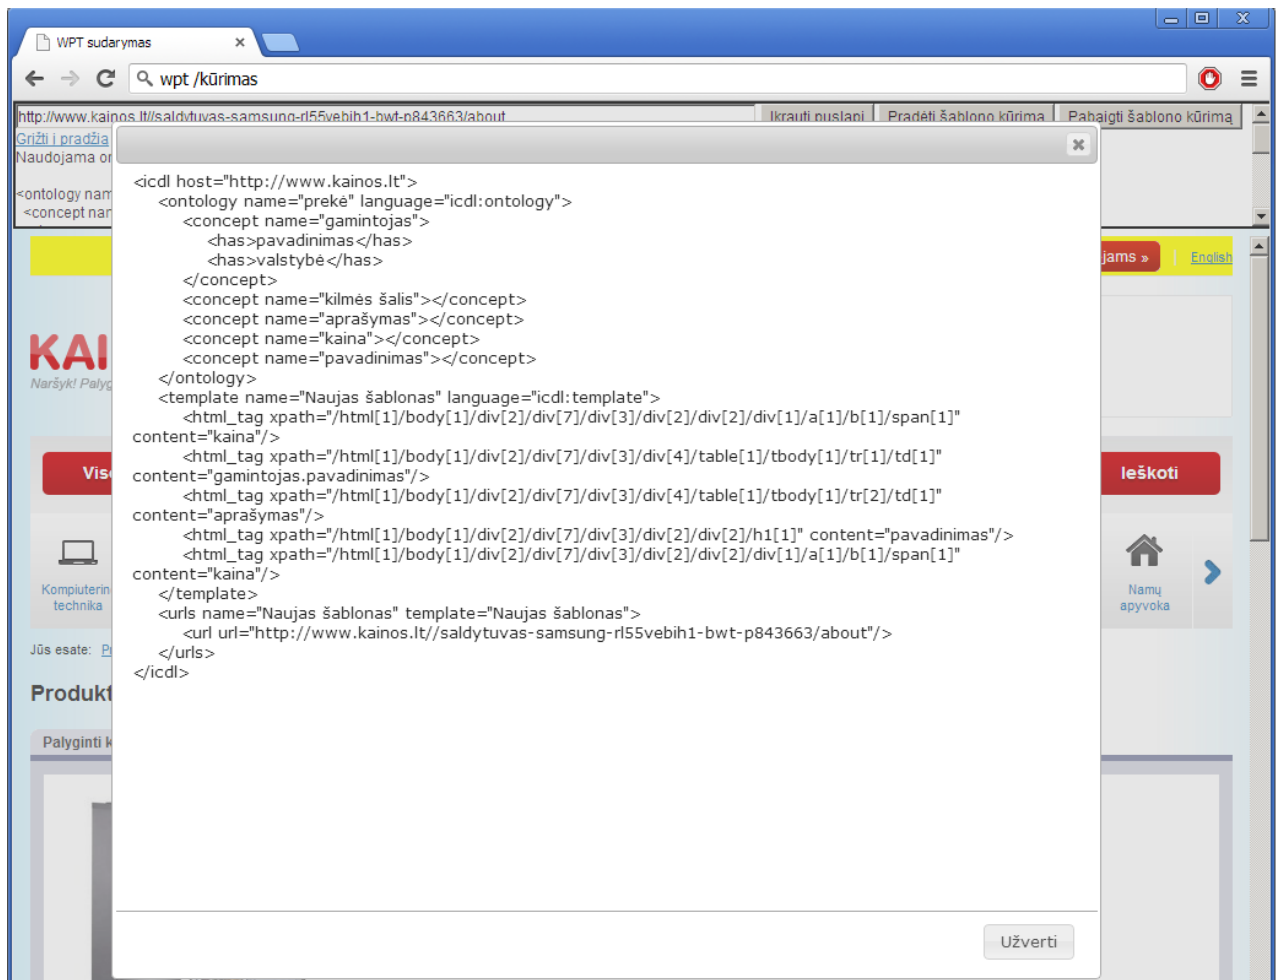 WPT sudarymas
wpt /kūrimas
http://www.kainos.lt//saldytuvas-samsung-rl55vebih1-bwt-p843663/about
Įkrauti puslapį
Pradėti šablono kūrimą
Pabaigti šablono kūrimą
Grįžti į pradžią
Naudojama
<ontology
<concept
<icdl host="http://www.kainos.lt">
<ontology name="prekė" language="icdl:ontology">
<concept name="gamintojas">
<has>pavadinimas</has>
<has>valstybė</has>
</concept>
<concept name="kilmės šalis"></concept>
<concept name="aprašymas"></concept>
<concept name="kaina"></concept>
<concept name="pavadinimas"></concept>
</ontology>
<template name="Naujas šablonas" language="icdl:template">
<html_tag xpath="/html[1]/body[1]/div[2]/div[7]/div[3]/div[2]/div[2]/div[1]/a[1]/b[1]/span[1]"
content="kaina"/>
<html_tag xpath="/html[1]/body[1]/div[2]/div[7]/div[3]/div[4]/table[1]/tbody[1]/tr[1]/td[1]"
content="gamintojas.pavadinimas"/>
<html_tag xpath="/html[1]/body[1]/div[2]/div[7]/div[3]/div[4]/table[1]/tbody[1]/tr[2]/td[1]"
content="aprašymas"/>
<html_tag xpath="/html[1]/body[1]/div[2]/div[7]/div[3]/div[2]/div[2]/h1[1]" content="pavadinimas"/>
<html_tag xpath="/html[1]/body[1]/div[2]/div[7]/div[3]/div[2]/div[2]/div[1]/a[1]/b[1]/span[1]"
content="kaina"/>
</template>
<urls name="Naujas šablonas" template="Naujas šablonas">
<url url="http://www.kainos.lt//saldytuvas-samsung-rl55vebih1-bwt-p843663/about"/>
</urls>
</icdl>
Užverti
jams »
English
KAI
Naršyk!
Ieškoti
technika
Namų
apyvoka
Jūs esate:
Produkt
Palyginti